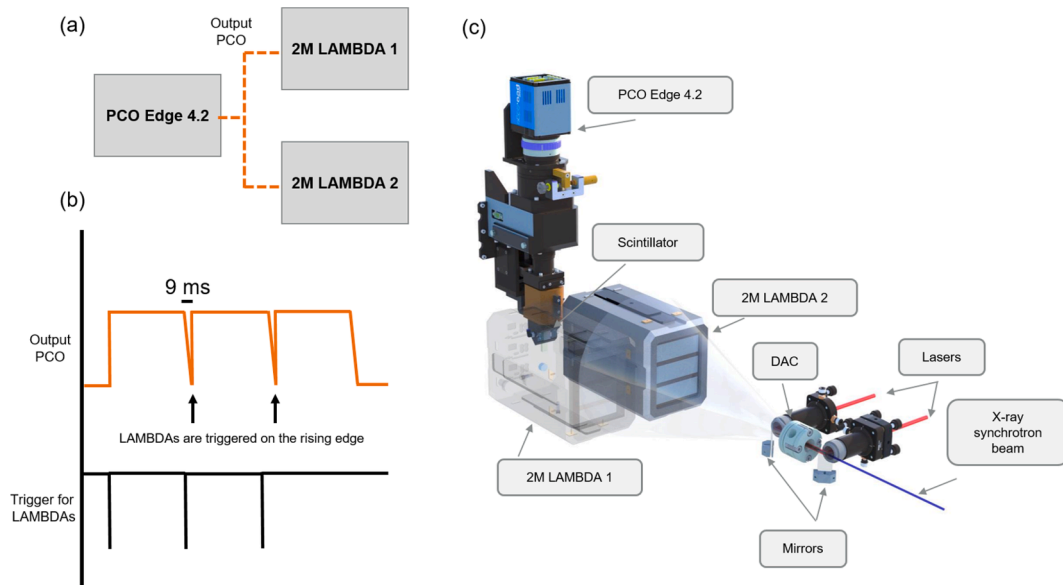 (a)
Output
PCO
2M LAMBDA 1
PCO Edge 4.2
2M LAMBDA 2
(b)
9 ms
Output
PCO
LAMBDAs are triggered on the rising edge
Trigger for
LAMBDAs
(c)
PCO Edge 4.2
Scintillator
2M LAMBDA 2
DAC
Lasers
X-ray
synchrotron
beam
2M LAMBDA 1
Mirrors